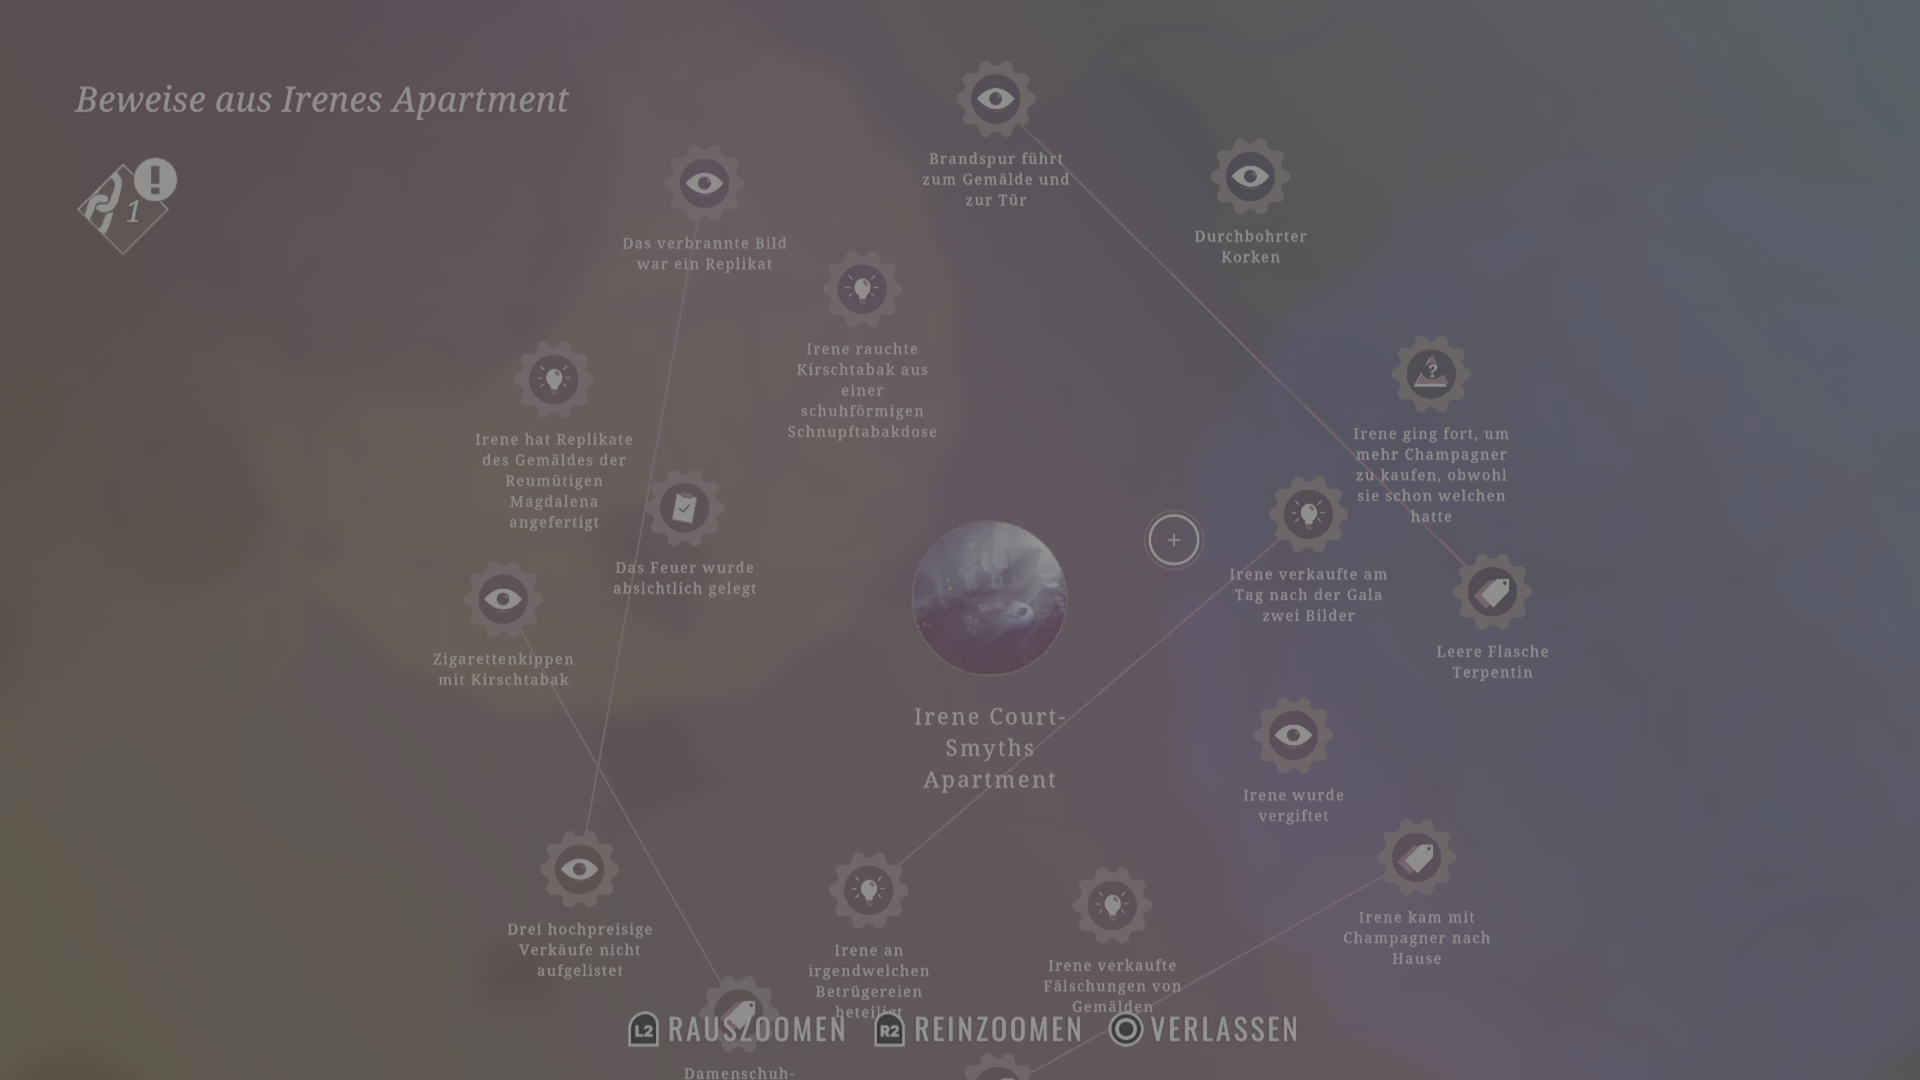 Beweise aus Irenes Apartment
1
Brandspur führt
zum Gemälde und
zur Tür
Durchbohrter
Korken
Das verbrannte Bild
war ein Replikat
Irene rauchte
Kirschtabak aus
einer
schuhförmigen
Schnupftabakdose
Irene hat Replikate
des Gemäldes der
Reumütigen
Magdalena
angefertigt
Irene ging fort, um
mehr Champagner
zu kaufen, obwohl
sie schon welchen
hatte
Das Feuer wurde
absichtlich gelegt
Irene verkaufte am
Tag nach der Gala
zwei Bilder
Zigarettenkippen
mit Kirschtabak
Leere Flasche
Terpentin
Irene Court-
Smyths
Apartment
Irene wurde
vergiftet
Drei hochpreisige
Verkäufe nicht
aufgelistet
Irene an
irgendwelchen
Betrügereien
beteiligt
Irene verkaufte
Fälschungen von
Gemälden
Irene kam mit
Champagner nach
Hause
L2 RAUSZOOMEN R2 REINZOOMEN VERLASSEN
Damenschuh-